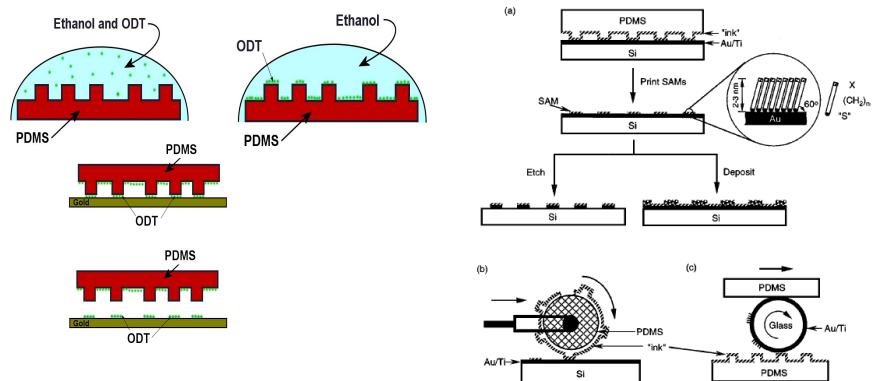 Ethanol and ODT
PDMS
ODT
Ethanol
PDMS
PDMS
Gold
ODT
PDMS
Gold
ODT
(a)
PDMS
"ink"
Au/Ti
Si
Print SAMs
SAM
Si
2-3 nm
60°
Au
X
(CH2)n
"S"
Etch
Deposit
Si
Si
(b)
PDMS
"ink"
Au/Ti
Si
(c)
PDMS
Glass
Au/Ti
PDMS